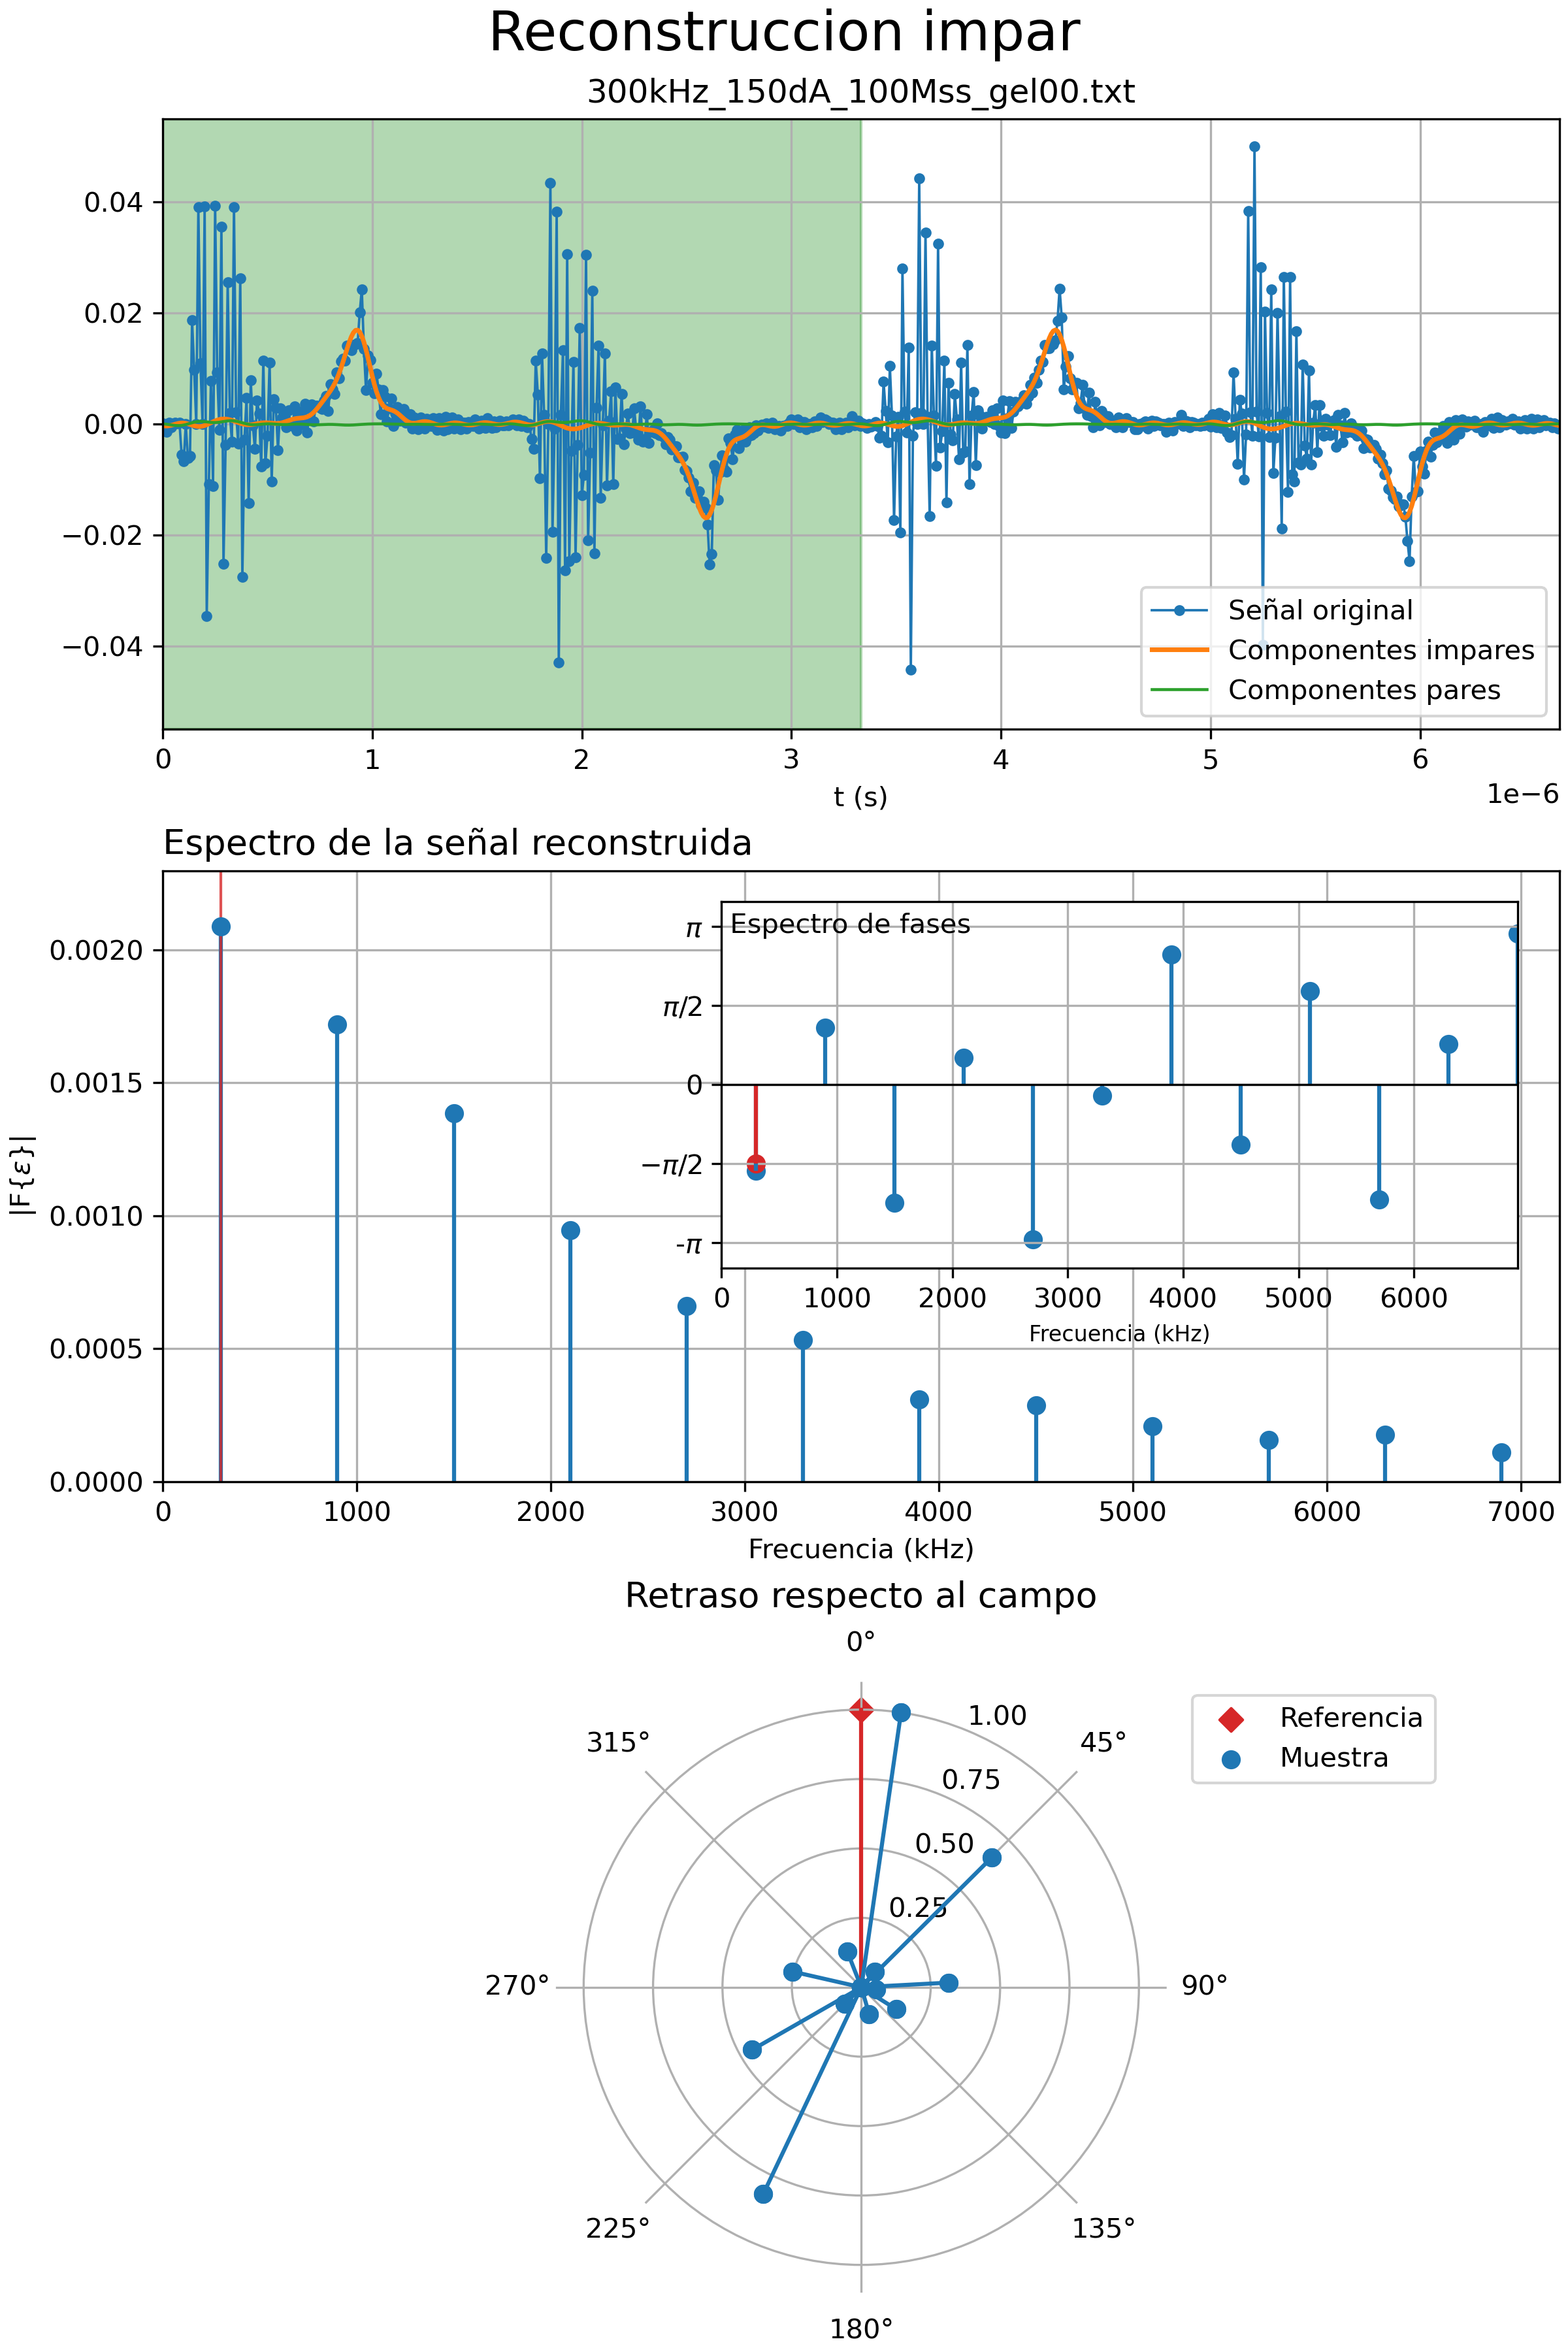 Reconstruccion impar
300kHz_150dA_100Mss_gel00.txt
0.04
0.02
0.00
−0.02
−0.04
Señal original
Componentes impares
Componentes pares
0 1 2 3 4 5 6
t (s)
1e−6
Espectro de la señal reconstruida
|F{ε}|
0.0020
0.0015
0.0010
0.0005
0.0000
Espectro de fases
π
π/2
0
−π/2
-π
0 1000 2000 3000 4000 5000 6000
Frecuencia (kHz)
0 1000 2000 3000 4000 5000 6000 7000
Frecuencia (kHz)
Retraso respecto al campo
0°
45°
90°
135°
180°
225°
270°
315°
1.00
0.75
0.50
0.25
Referencia
Muestra